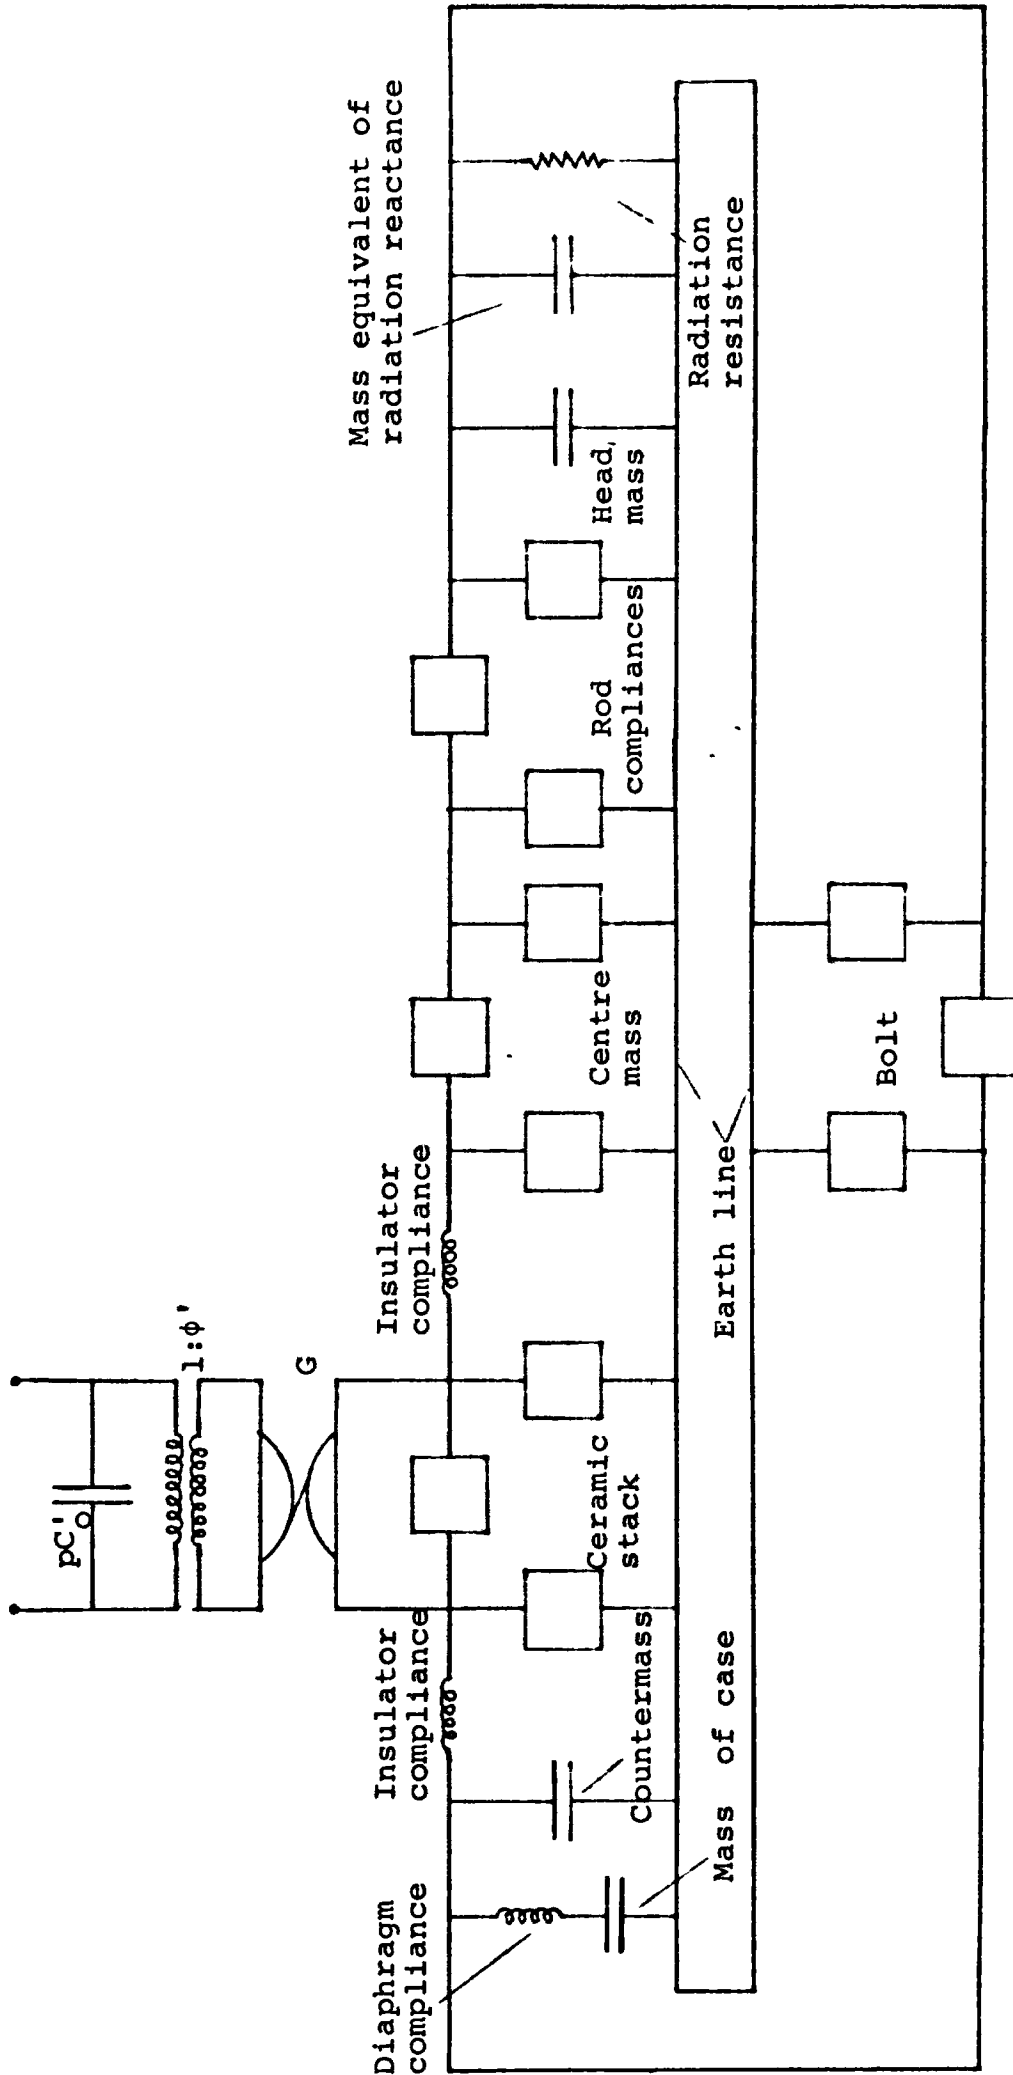 pC'o
1:φ'
G
Diaphragm
compliance
Insulator
compliance
Insulator
compliance
Mass equivalent of
radiation reactance
Countermass
Ceramic
stack
Centre
mass
Rod
compliances
Head
mass
Radiation
resistance
Mass of case
Earth line
Bolt